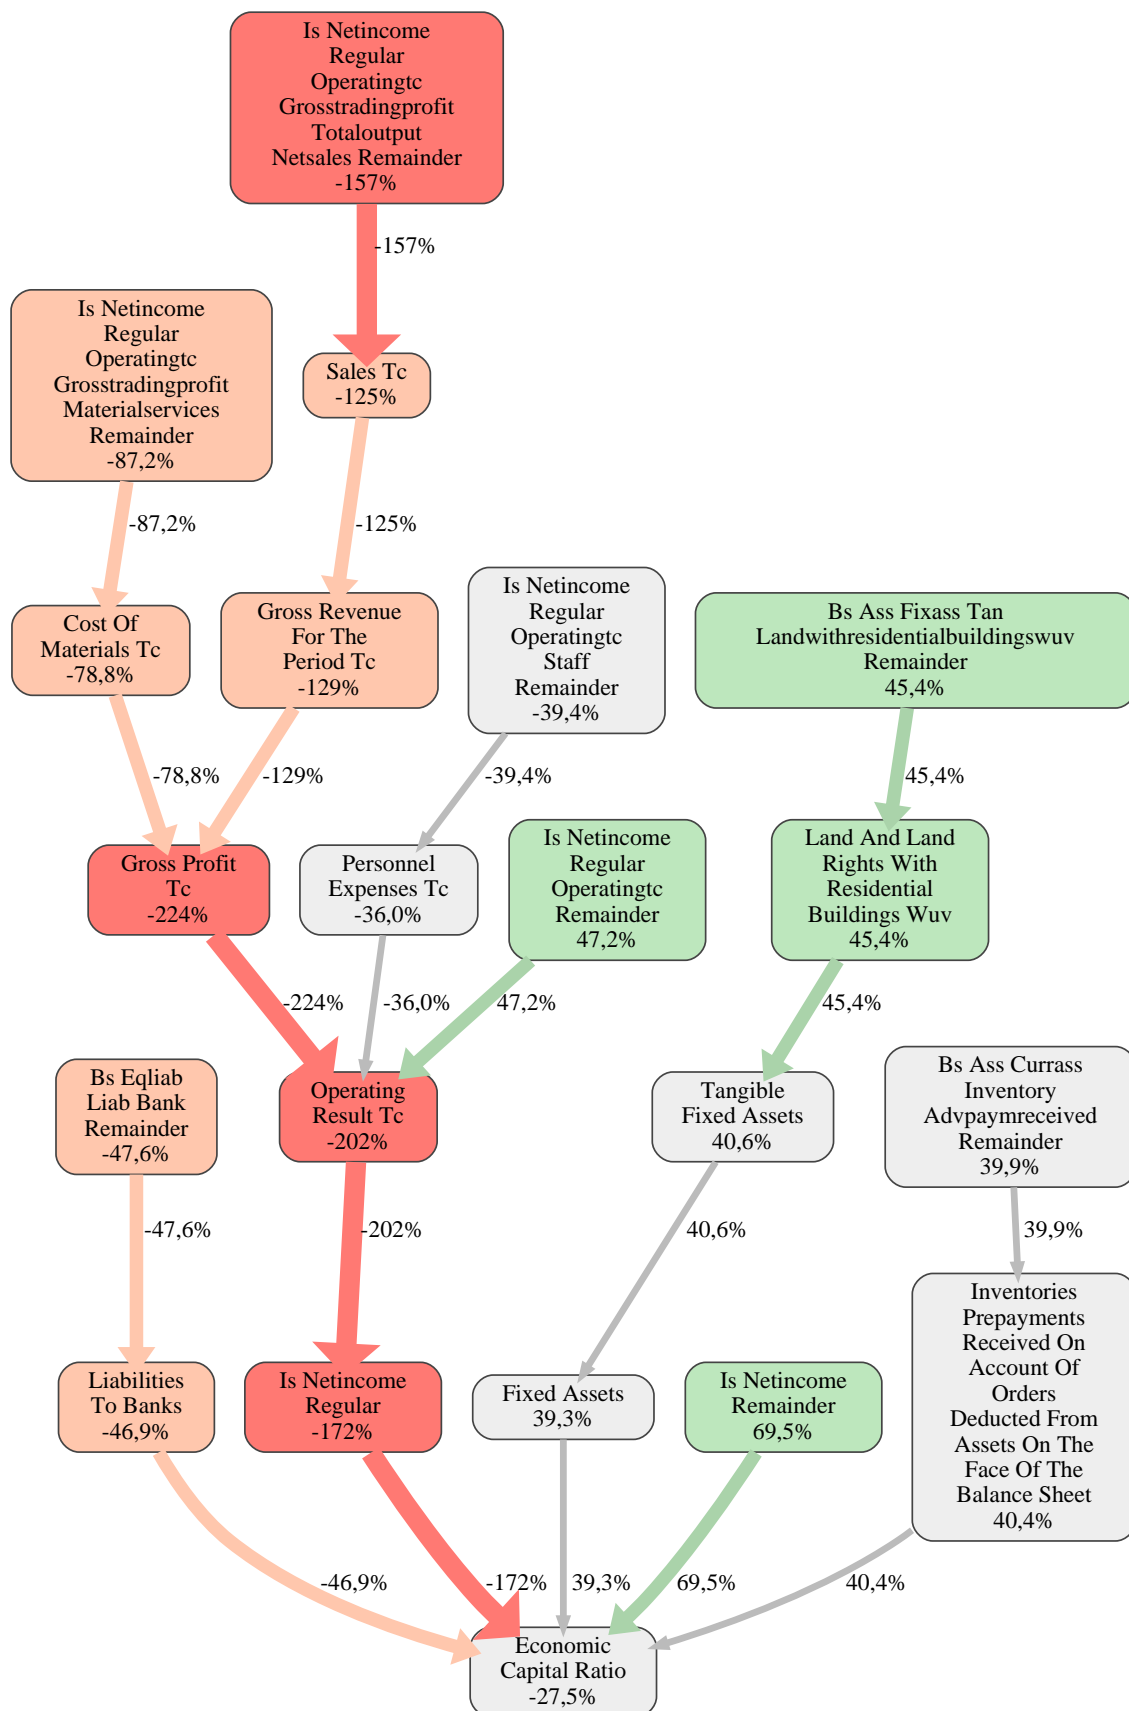 Is Netincome
Regular
Operatingtc
Grosstradingprofit
Totaloutput
Netsales Remainder
-157%
-157%
Is Netincome
Regular
Operatingtc
Grosstradingprofit
Materialservices
Remainder
-87,2%
Sales Tc
-125%
-87,2%
-125%
Cost Of
Materials Tc
-78,8%
Gross Revenue
For The
Period Tc
-129%
Is Netincome
Regular
Operatingtc
Staff
Remainder
-39,4%
Bs Ass Fixass Tan
Landwithresidentialbuildingswuv
Remainder
45,4%
-78,8%
-129%
-39,4%
45,4%
Gross Profit
Tc
-224%
Personnel
Expenses Tc
-36,0%
Is Netincome
Regular
Operatingtc
Remainder
47,2%
Land And Land
Rights With
Residential
Buildings Wuv
45,4%
-224%
-36,0%
47,2%
45,4%
Bs Eqliab
Liab Bank
Remainder
-47,6%
Operating
Result Tc
-202%
Tangible
Fixed Assets
40,6%
Bs Ass Currass
Inventory
Advpaymreceived
Remainder
39,9%
-47,6%
-202%
40,6%
39,9%
Liabilities
To Banks
-46,9%
Is Netincome
Regular
-172%
Fixed Assets
39,3%
Is Netincome
Remainder
69,5%
Inventories
Prepayments
Received On
Account Of
Orders
Deducted From
Assets On The
Face Of The
Balance Sheet
40,4%
-46,9%
-172%
39,3%
69,5%
40,4%
Economic
Capital Ratio
-27,5%